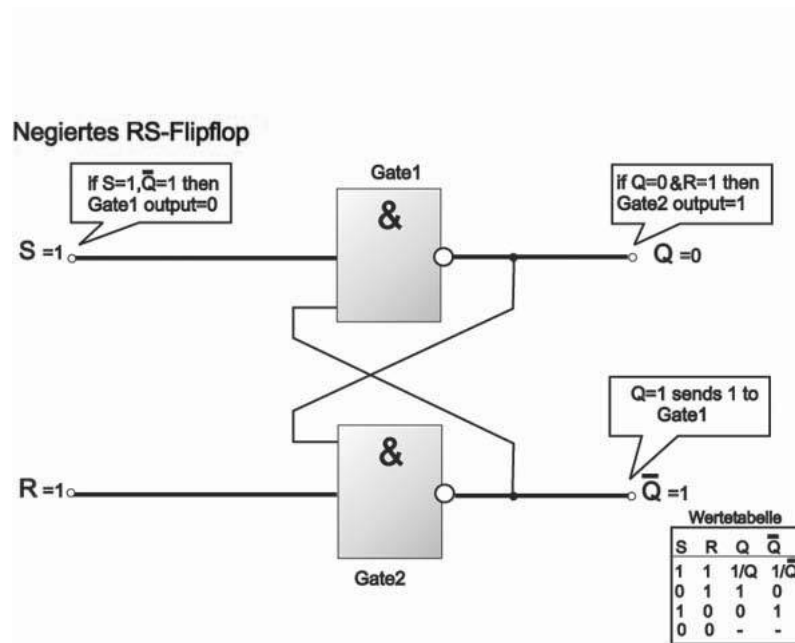 Negiertes RS-Flipflop
if S=1,Q̅=1 then
Gate1 output=0
Gate1
&
if Q=0 &R=1 then
Gate2 output=1
S =1
Q =0
Q=1 sends 1 to
Gate1
&
R =1
Q̅ =1
Gate2
Wertetabelle
S R Q Q̅
1 1 1/Q 1/Q̅
0 1 1 0
1 0 0 1
0 0 - -